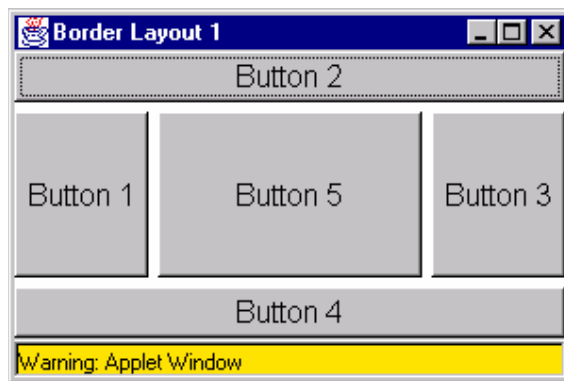 Border Layout 1
Button 2
Button 1
Button 5
Button 3
Button 4
Warning: Applet Window